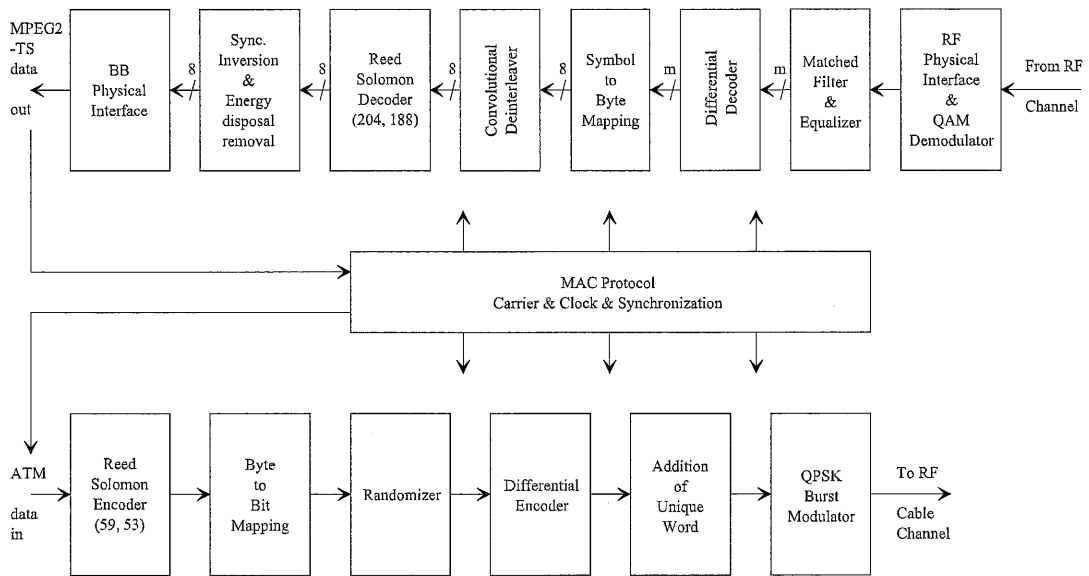 MPEG2
-TS
data
out
BB
Physical
Interface
8
Sync.
Inversion
&
Energy
disposal
removal
8
Reed
Solomon
Decoder
(204, 188)
8
Convolutional
Deinterleaver
8
Symbol
to
Byte
Mapping
m
Differential
Decoder
m
Matched
Filter
&
Equalizer
RF
Physical
Interface
&
QAM
Demodulator
From RF
Channel
MAC Protocol
Carrier & Clock & Synchronization
ATM
data
in
Reed
Solomon
Encoder
(59, 53)
Byte
to
Bit
Mapping
Randomizer
Differential
Encoder
Addition
of
Unique
Word
QPSK
Burst
Modulator
To RF
Cable
Channel